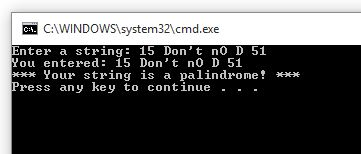 C:\WINDOWS\system32\cmd.exe
Enter a string: 15 Don't nO D 51
You entered: 15 Don't nO D 51
*** Your string is a palindrome! ***
Press any key to continue . . .